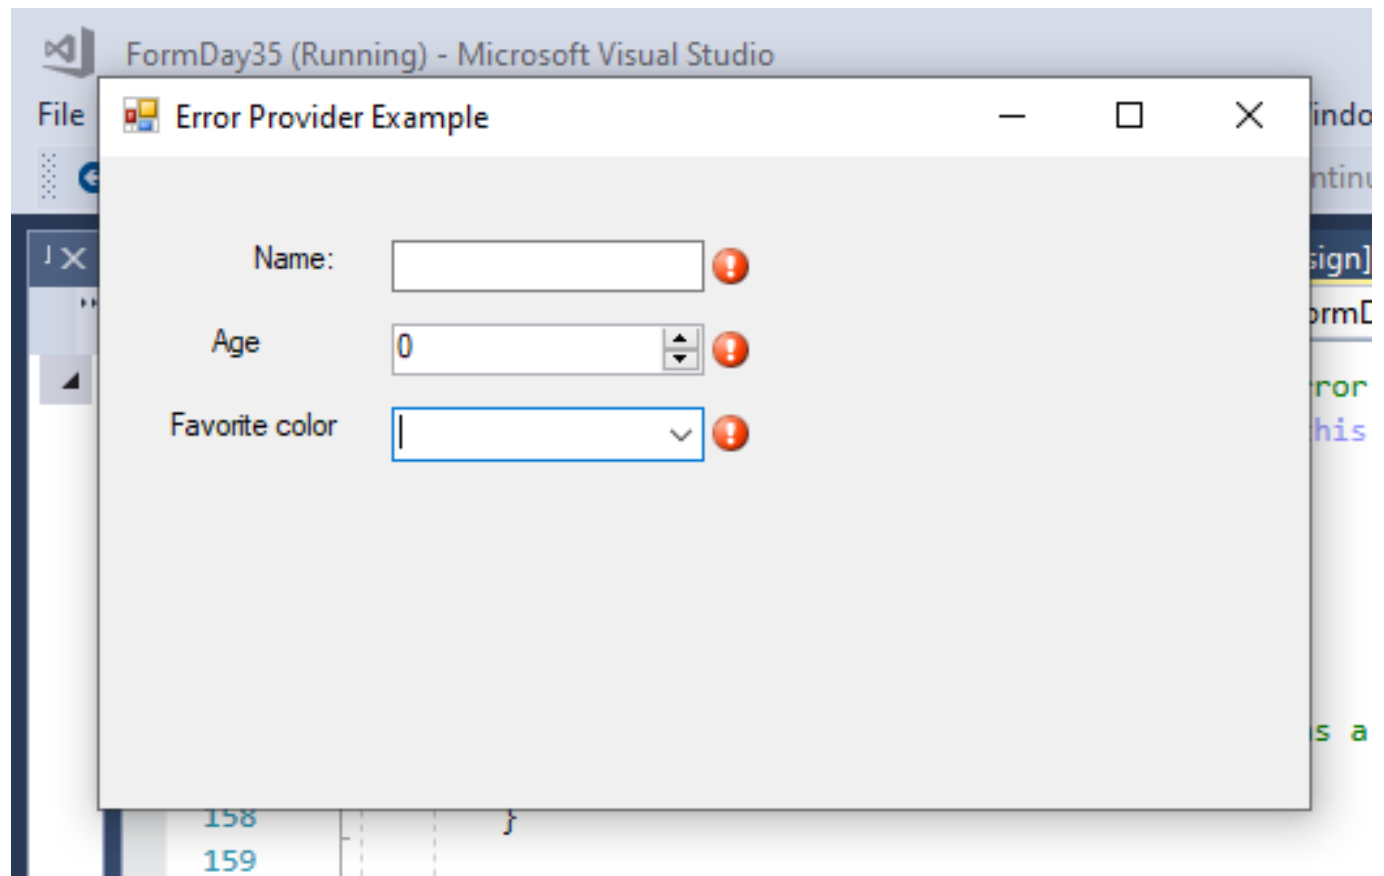 FormDay35 (Running) - Microsoft Visual Studio
File
Error Provider Example
Name:
Age
0
Favorite color
158
}
159
s a